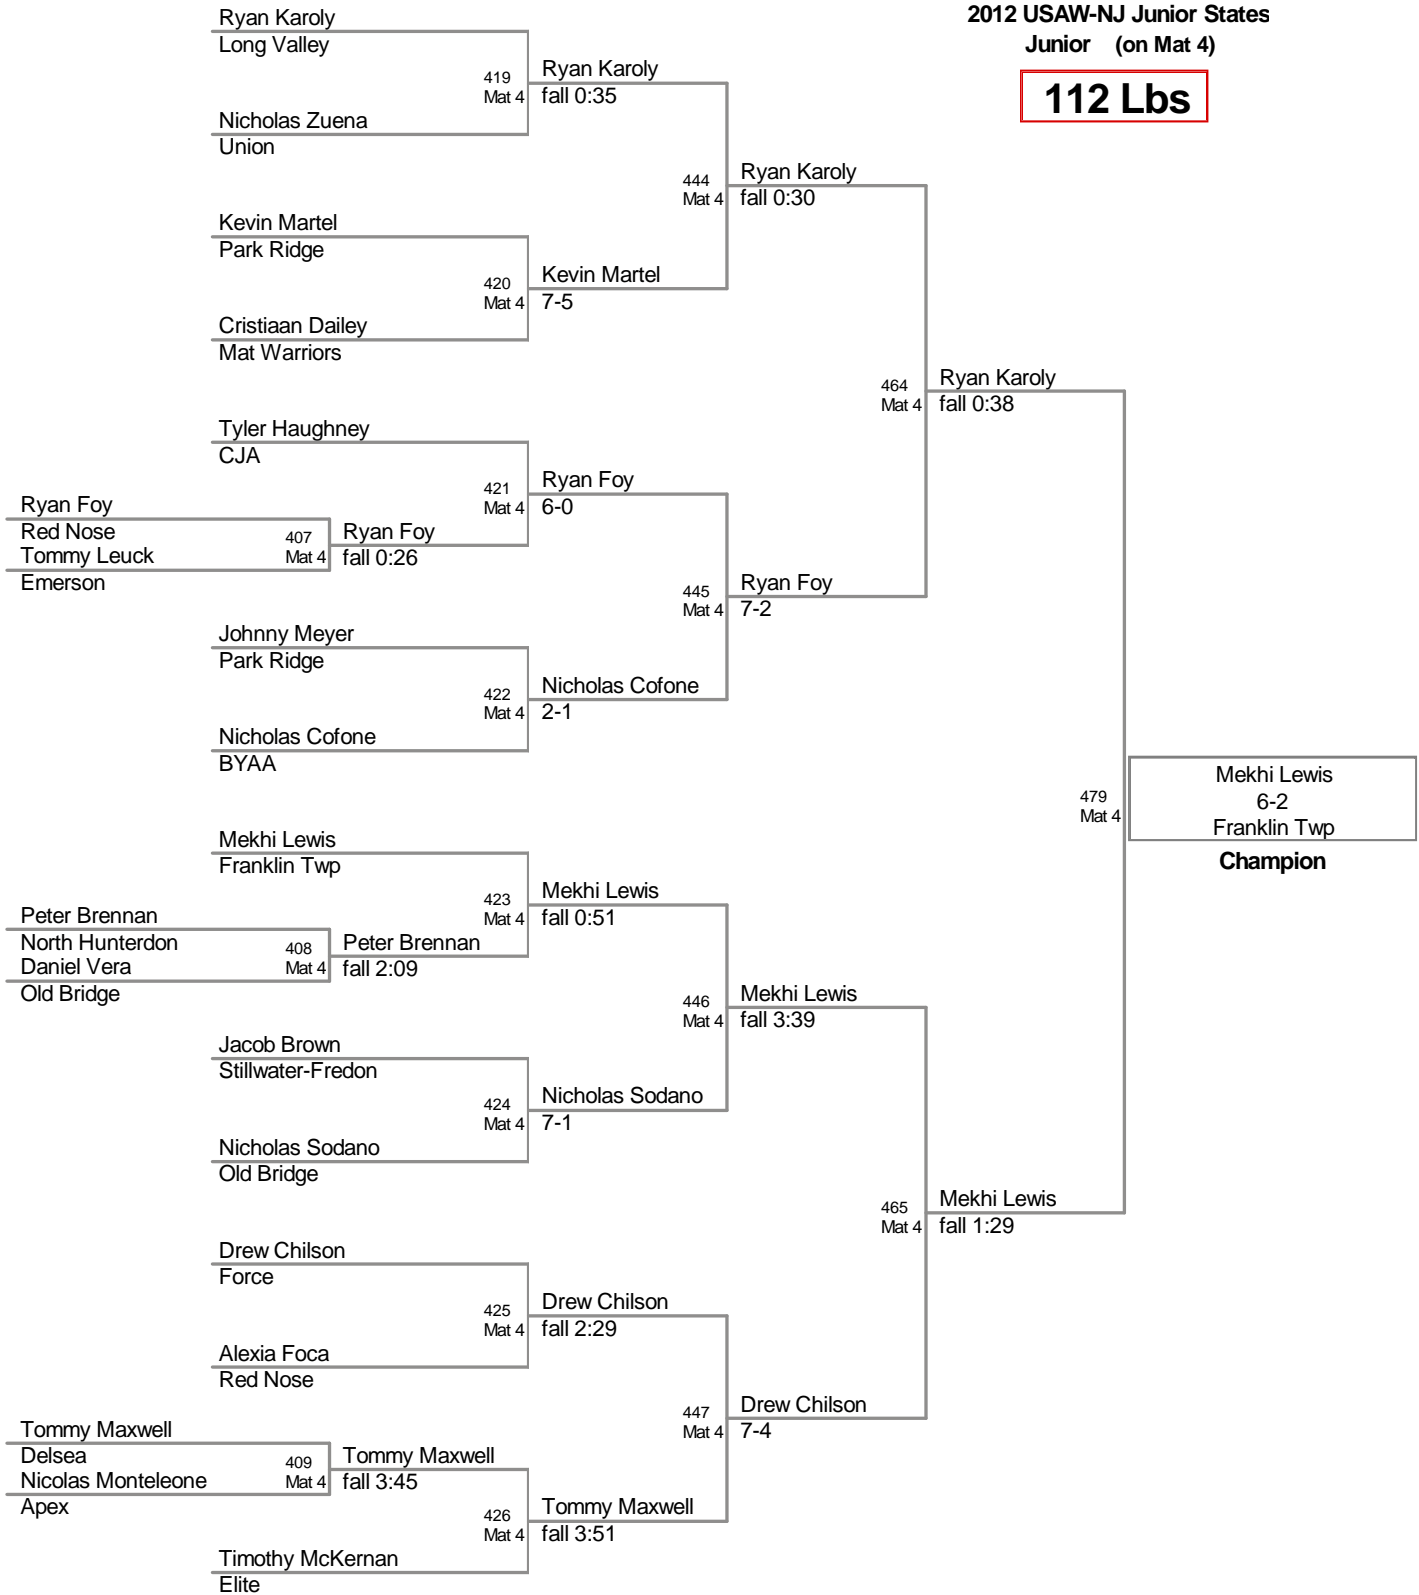 2012 USAW-NJ Junior States
Junior (on Mat 4)
112 Lbs
Ryan Karoly
Long Valley
419
Mat 4
Ryan Karoly
fall 0:35
Nicholas Zuena
Union
444
Mat 4
Ryan Karoly
fall 0:30
Kevin Martel
Park Ridge
420
Mat 4
Kevin Martel
7-5
Cristiaan Dailey
Mat Warriors
464
Mat 4
Ryan Karoly
fall 0:38
Tyler Haughney
CJA
421
Mat 4
Ryan Foy
6-0
Ryan Foy
Red Nose
Tommy Leuck
Emerson
407
Mat 4
Ryan Foy
fall 0:26
445
Mat 4
Ryan Foy
7-2
Johnny Meyer
Park Ridge
422
Mat 4
Nicholas Cofone
2-1
Nicholas Cofone
BYAA
479
Mat 4
Mekhi Lewis
6-2
Franklin Twp
Champion
Mekhi Lewis
Franklin Twp
423
Mat 4
Mekhi Lewis
fall 0:51
Peter Brennan
North Hunterdon
Daniel Vera
Old Bridge
408
Mat 4
Peter Brennan
fall 2:09
446
Mat 4
Mekhi Lewis
fall 3:39
Jacob Brown
Stillwater-Fredon
424
Mat 4
Nicholas Sodano
7-1
Nicholas Sodano
Old Bridge
465
Mat 4
Mekhi Lewis
fall 1:29
Drew Chilson
Force
425
Mat 4
Drew Chilson
fall 2:29
Alexia Foca
Red Nose
447
Mat 4
Drew Chilson
7-4
Tommy Maxwell
Delsea
Nicolas Monteleone
Apex
409
Mat 4
Tommy Maxwell
fall 3:45
426
Mat 4
Tommy Maxwell
fall 3:51
Timothy McKernan
Elite